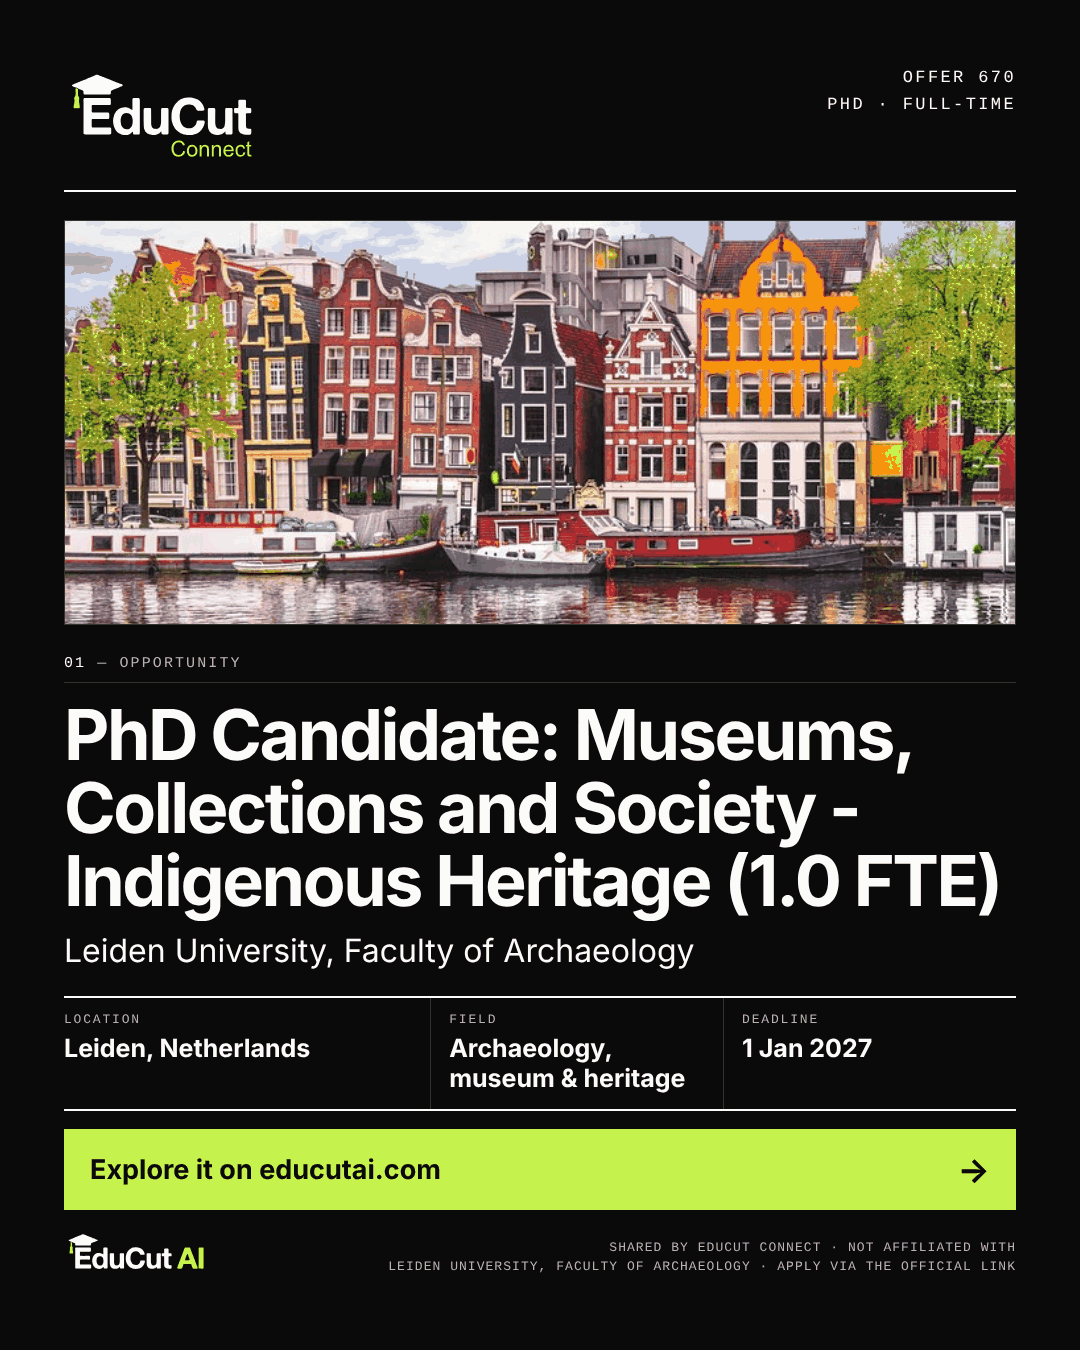 EduCut
Connect
OFFER 670
PHD · FULL-TIME
01 — OPPORTUNITY
PhD Candidate: Museums,
Collections and Society -
Indigenous Heritage (1.0 FTE)
Leiden University, Faculty of Archaeology
LOCATION
Leiden, Netherlands
FIELD
Archaeology,
museum & heritage
DEADLINE
1 Jan 2027
Explore it on educutai.com →
EduCut AI
SHARED BY EDUCUT CONNECT · NOT AFFILIATED WITH
LEIDEN UNIVERSITY, FACULTY OF ARCHAEOLOGY · APPLY VIA THE OFFICIAL LINK